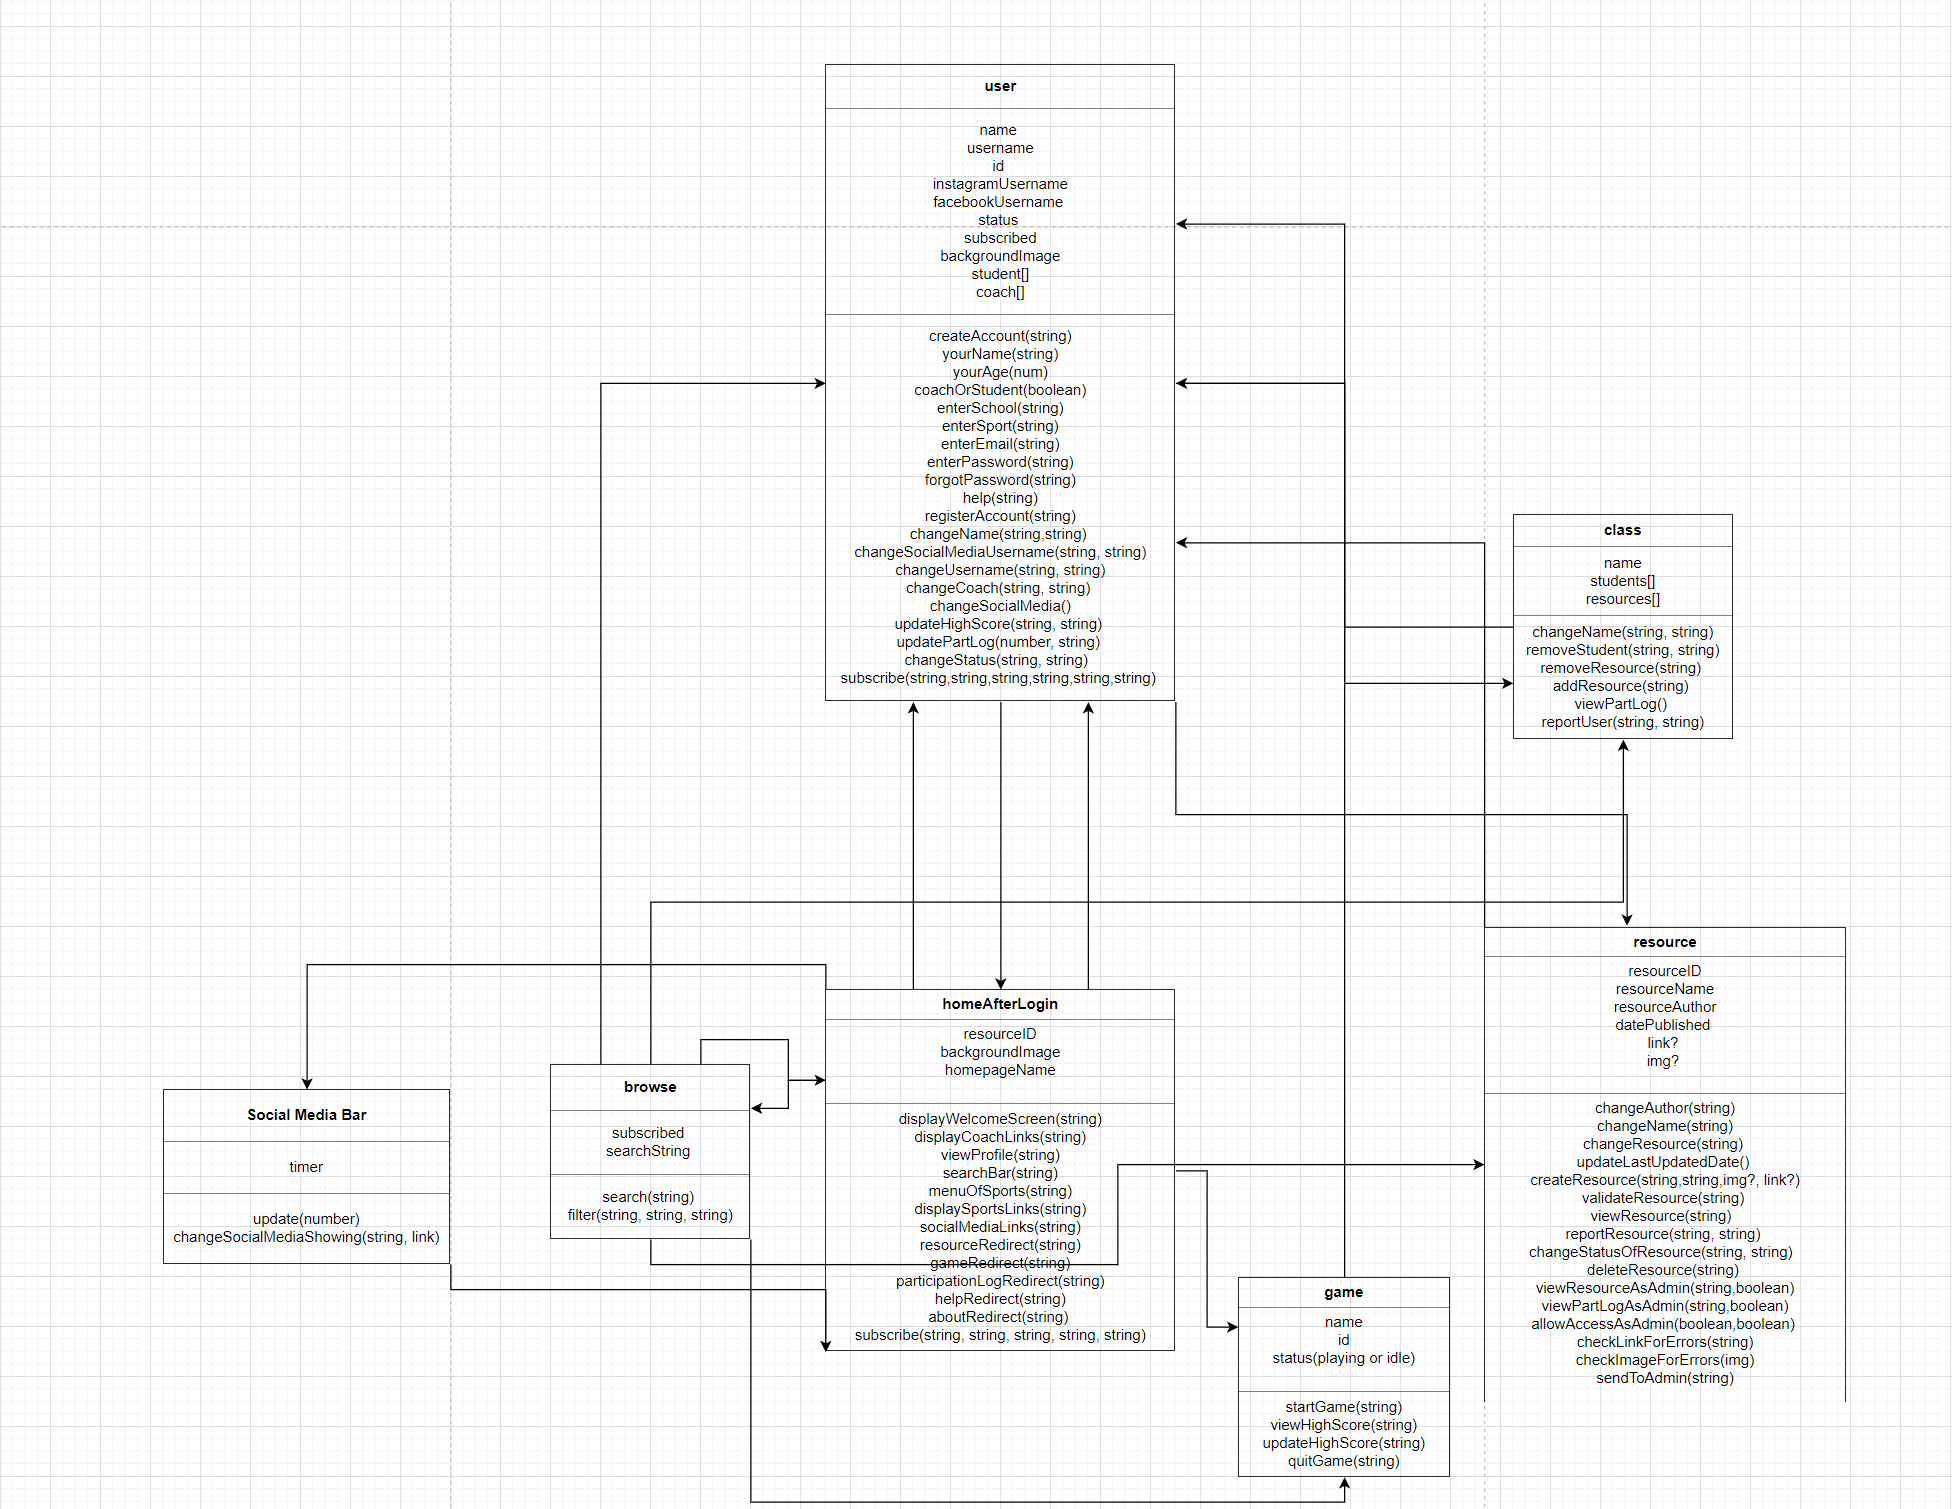 user
name
username
id
instagramUsername
facebookUsername
status
subscribed
backgroundImage
student[]
coach[]
createAccount(string)
yourName(string)
yourAge(num)
coachOrStudent(boolean)
enterSchool(string)
enterSport(string)
enterEmail(string)
enterPassword(string)
forgotPassword(string)
help(string)
registerAccount(string)
changeName(string,string)
changeSocialMediaUsername(string, string)
changeUsername(string, string)
changeCoach(string, string)
changeSocialMedia()
updateHighScore(string, string)
updatePartLog(number, string)
changeStatus(string, string)
subscribe(string,string,string,string,string,string)
class
name
students[]
resources[]
changeName(string, string)
removeStudent(string, string)
removeResource(string)
addResource(string)
viewPartLog()
reportUser(string, string)
Social Media Bar
timer
update(number)
changeSocialMediaShowing(string, link)
browse
subscribed
searchString
search(string)
filter(string, string, string)
homeAfterLogin
resourceID
backgroundImage
homepageName
displayWelcomeScreen(string)
displayCoachLinks(string)
viewProfile(string)
searchBar(string)
menuOfSports(string)
displaySportsLinks(string)
socialMediaLinks(string)
resourceRedirect(string)
gameRedirect(string)
participationLogRedirect(string)
helpRedirect(string)
aboutRedirect(string)
subscribe(string, string, string, string, string)
game
name
id
status(playing or idle)
startGame(string)
viewHighScore(string)
updateHighScore(string)
quitGame(string)
resource
resourceID
resourceName
resourceAuthor
datePublished
link?
img?
changeAuthor(string)
changeName(string)
changeResource(string)
updateLastUpdatedDate()
createResource(string,string,img?, link?)
validateResource(string)
viewResource(string)
reportResource(string, string)
changeStatusOfResource(string, string)
deleteResource(string)
viewResourceAsAdmin(string,boolean)
viewPartLogAsAdmin(string,boolean)
allowAccessAsAdmin(boolean,boolean)
checkLinkForErrors(string)
checkImageForErrors(img)
sendToAdmin(string)